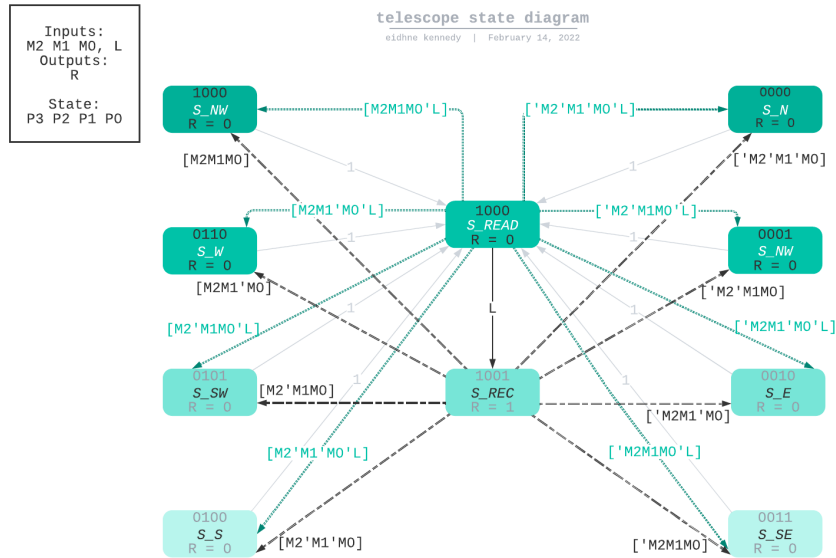 telescope state diagram
eidhne kennedy | February 14, 2022
Inputs:
M2 M1 M0, L
Outputs:
R
State:
P3 P2 P1 P0
1000
S_NW
R = 0
[M2M1M0'L]
['M2'M1'M0'L]
0000
S_N
R = 0
[M2M1M0]
1
1
['M2'M1'M0]
0110
S_W
R = 0
[M2M1'M0'L]
1
1000
S_READ
R = 0
['M2'M1M0'L]
1
0001
S_NW
R = 0
[M2M1'M0]
['M2'M1M0]
1
L
1
[M2'M1M0'L]
['M2M1'M0'L]
0101
S_SW
R = 0
[M2'M1M0]
1
1001
S_REC
R = 1
1
['M2M1'M0]
0010
S_E
R = 0
[M2'M1'M0'L]
['M2M1M0'L]
0100
S_S
R = 0
[M2'M1'M0]
['M2M1M0]
0011
S_SE
R = 0